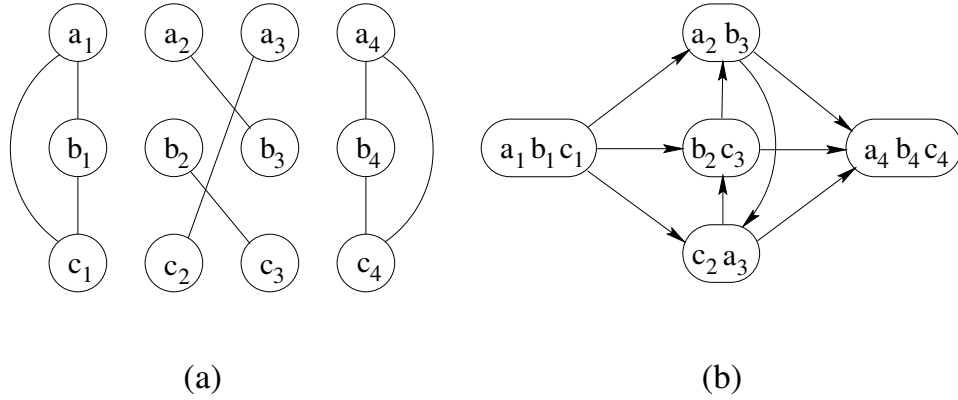 a₁ a₂ a₃ a₄
b₁ b₂ b₃ b₄
c₁ c₂ c₃ c₄
(a)
a₂ b₃
a₁ b₁ c₁ b₂ c₃ a₄ b₄ c₄
c₂ a₃
(b)